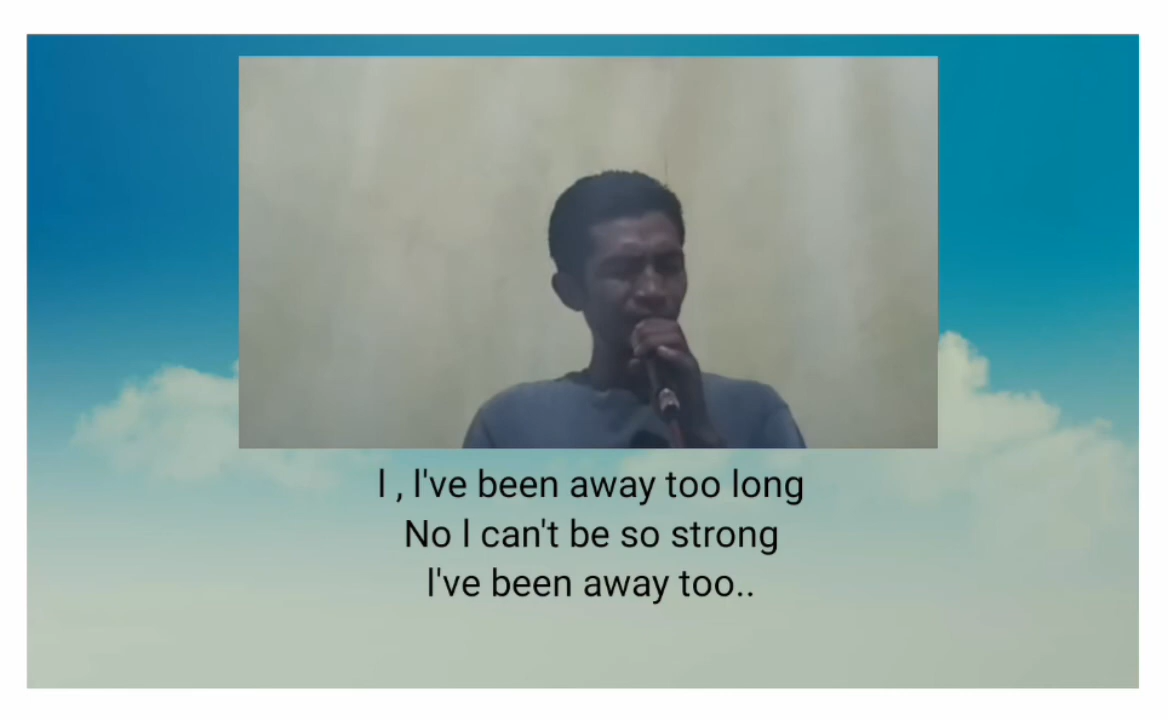 I , I've been away too long
No I can't be so strong
I've been away too..